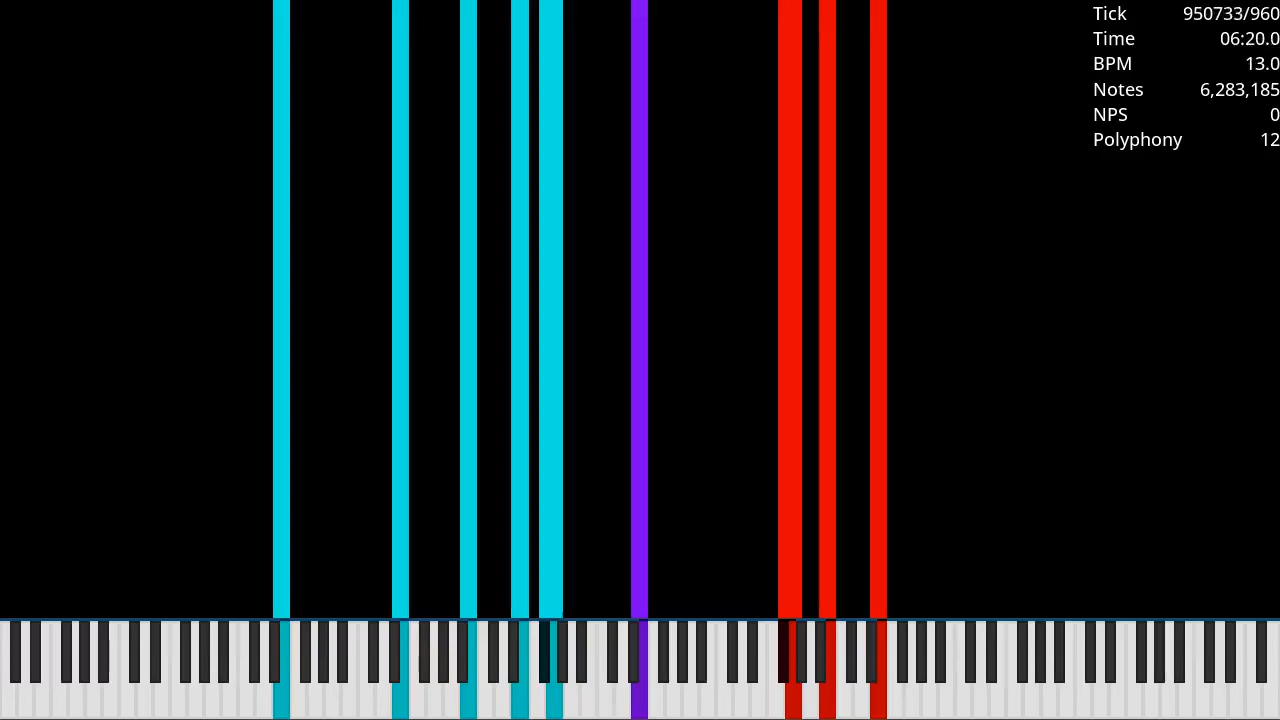 Tick 950733/960
Time 06:20.0
BPM 13.0
Notes 6,283,185
NPS 0
Polyphony 12